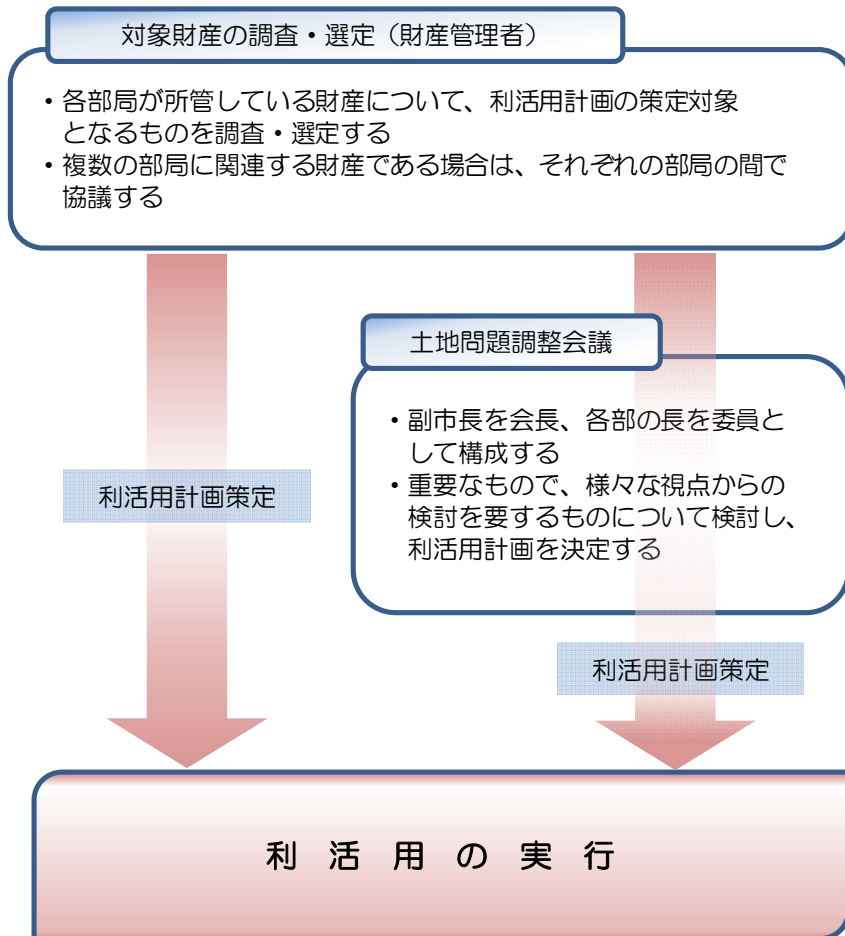 対象財産の調査・選定（財産管理者）
・各部局が所管している財産について、利活用計画の策定対象
となるものを調査・選定する
・複数の部局に関連する財産である場合は、それぞれの部局の間で
協議する
土地問題調整会議
・副市長を会長、各部の長を委員と
して構成する
・重要なもので、様々な視点からの
検討を要するものについて検討し、
利活用計画を決定する
利活用計画策定
利活用計画策定
利 活 用 の 実 行